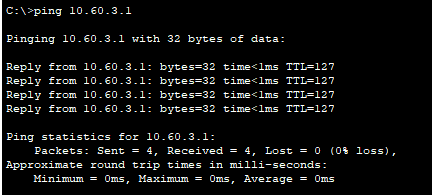 C:\>ping 10.60.3.1
Pinging 10.60.3.1 with 32 bytes of data:
Reply from 10.60.3.1: bytes=32 time<1ms TTL=127
Reply from 10.60.3.1: bytes=32 time<1ms TTL=127
Reply from 10.60.3.1: bytes=32 time<1ms TTL=127
Reply from 10.60.3.1: bytes=32 time<1ms TTL=127
Ping statistics for 10.60.3.1:
    Packets: Sent = 4, Received = 4, Lost = 0 (0% loss),
Approximate round trip times in milli-seconds:
    Minimum = 0ms, Maximum = 0ms, Average = 0ms